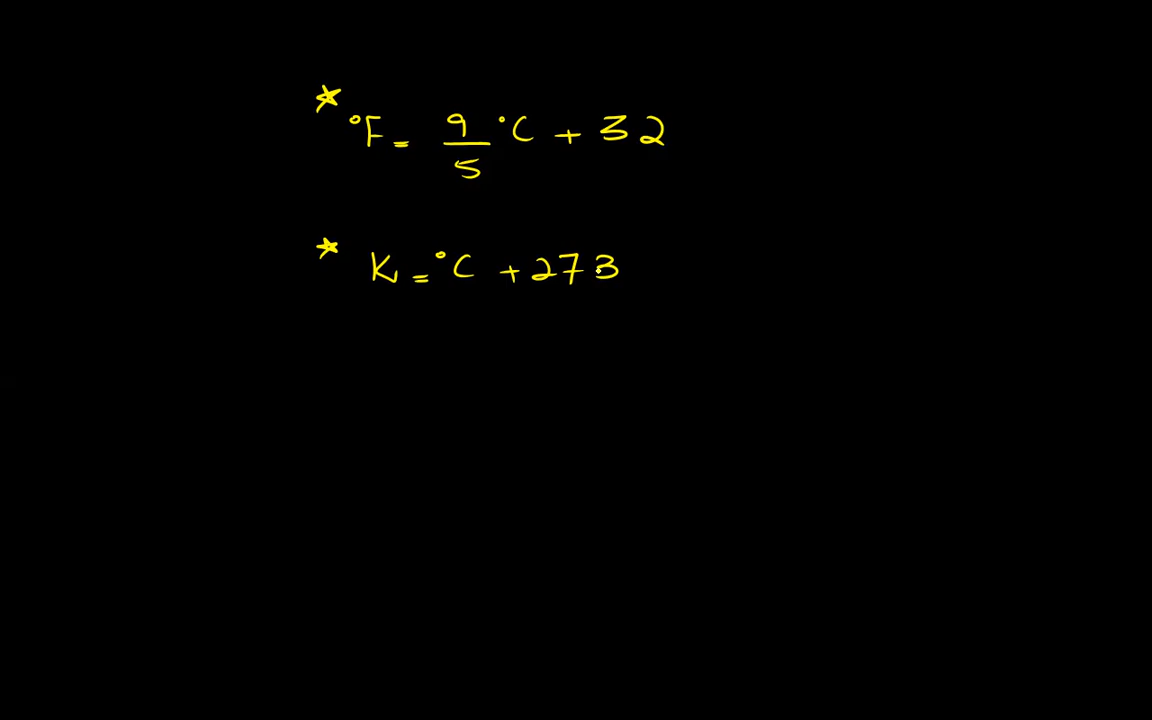 * °F = 9/5 °C + 32
* K = °C + 273